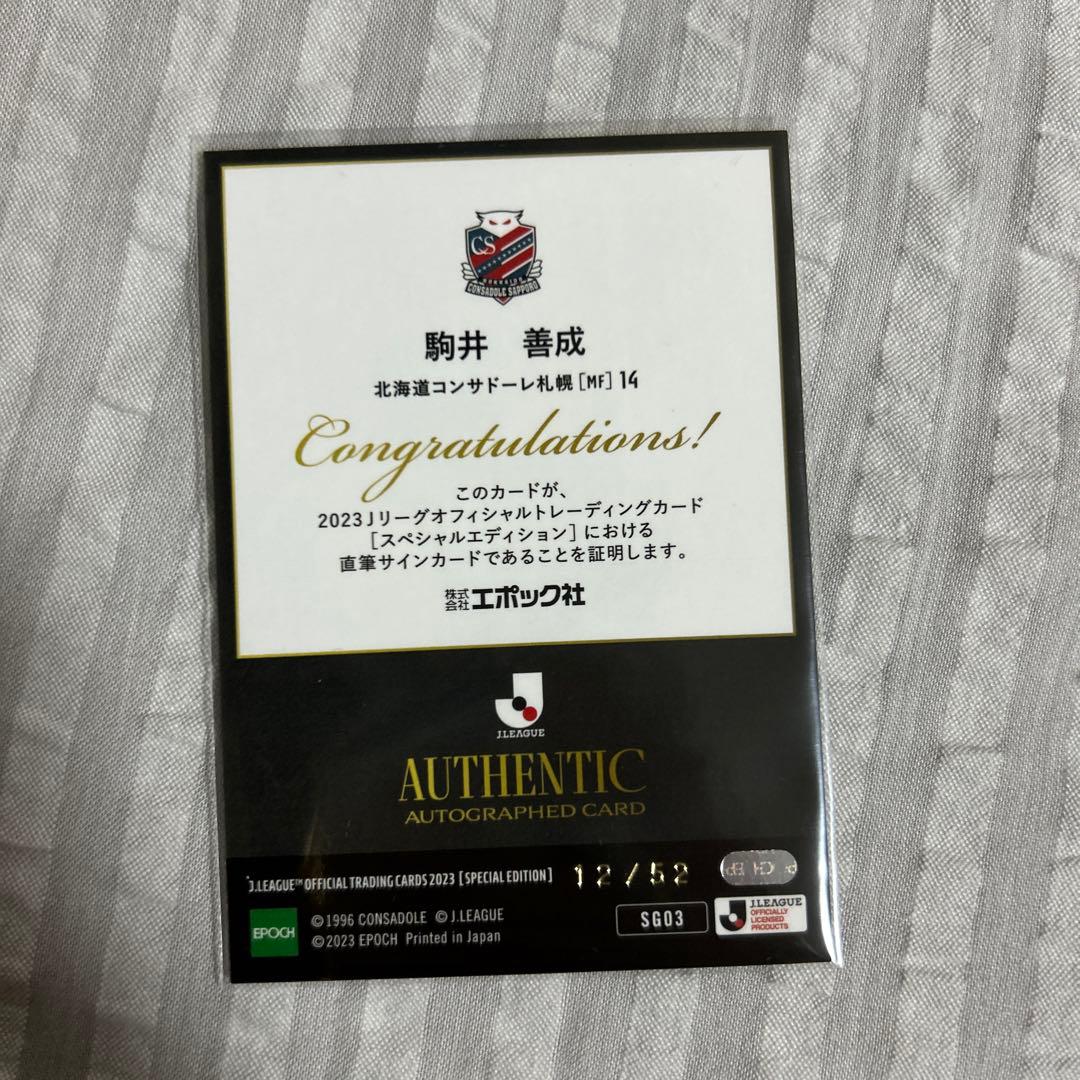 CS
HOKKAIDO
CONSADOLE SAPPORO
駒井 善成
北海道コンサドーレ札幌［MF］14
Congratulations!
このカードが、
2023Jリーグオフィシャルトレーディングカード
［スペシャルエディション］における
直筆サインカードであることを証明します。
株式会社エポック社
J.LEAGUE
AUTHENTIC
AUTOGRAPHED CARD
J.LEAGUE™ OFFICIAL TRADING CARDS 2023 [SPECIAL EDITION] 12/52
EPOCH
©1996 CONSADOLE ©J.LEAGUE
©2023 EPOCH Printed in Japan
SG03
J.LEAGUE
OFFICIALLY
LICENSED
PRODUCTS